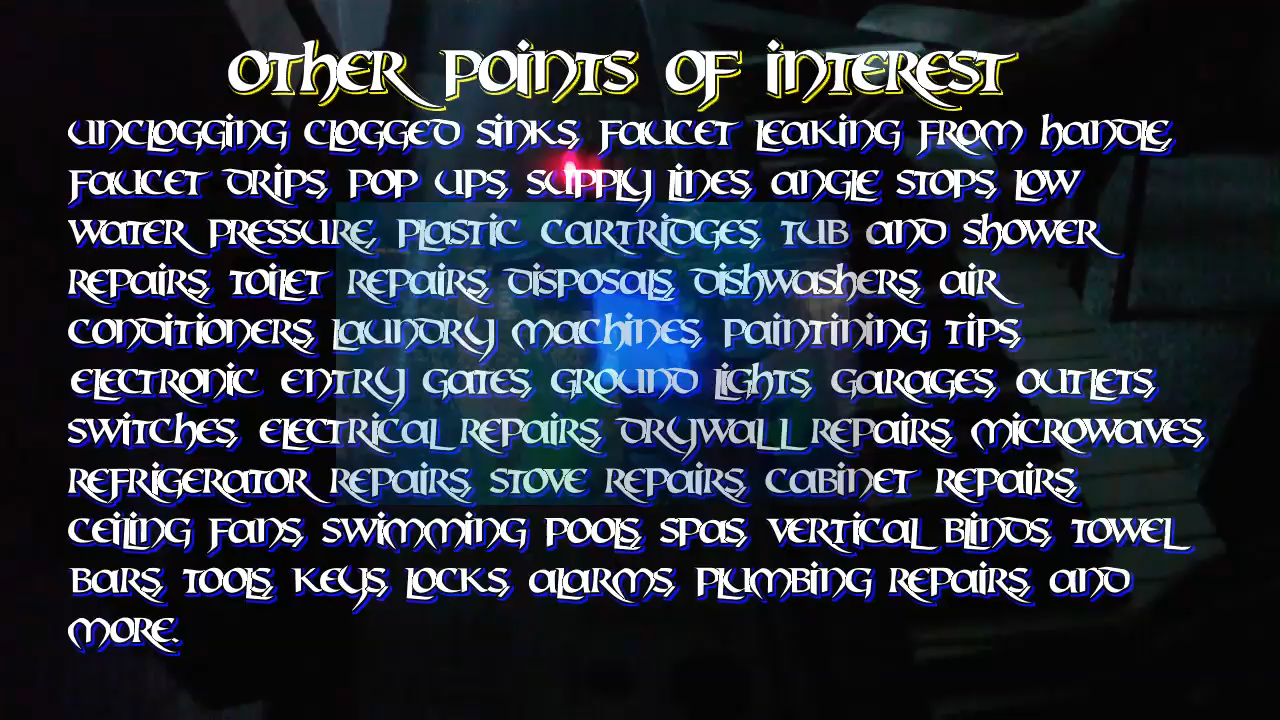 OTHER POINTS OF INTEREST
UNCLOGGING CLOGGED SINKS, FAUCET LEAKING FROM HANDLE,
FAUCET DRIPS, POP UPS, SUPPLY LINES, ANGLE STOPS, LOW
WATER PRESSURE, PLASTIC CARTRIDGES, TUB AND SHOWER
REPAIRS, TOILET REPAIRS, DISPOSALS, DISHWASHERS, AIR
CONDITIONERS, LAUNDRY MACHINES, PAINTINING TIPS,
ELECTRONIC ENTRY GATES, GROUND LIGHTS, GARAGES, OUTLETS,
SWITCHES, ELECTRICAL REPAIRS, DRYWALL REPAIRS, MICROWAVES,
REFRIGERATOR REPAIRS, STOVE REPAIRS, CABINET REPAIRS,
CEILING FANS, SWIMMING POOLS, SPAS, VERTICAL BLINDS, TOWEL
BARS, TOOLS, KEYS, LOCKS, ALARMS, PLUMBING REPAIRS, AND
MORE.